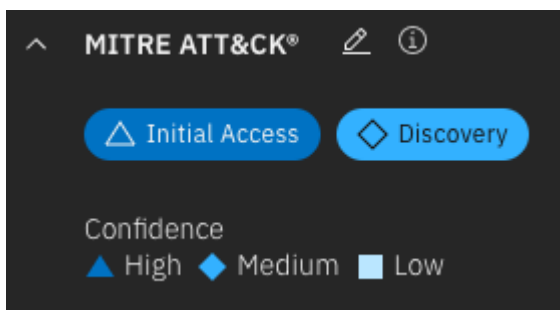 MITRE ATT&CK®
Initial Access Discovery
Confidence
High Medium Low